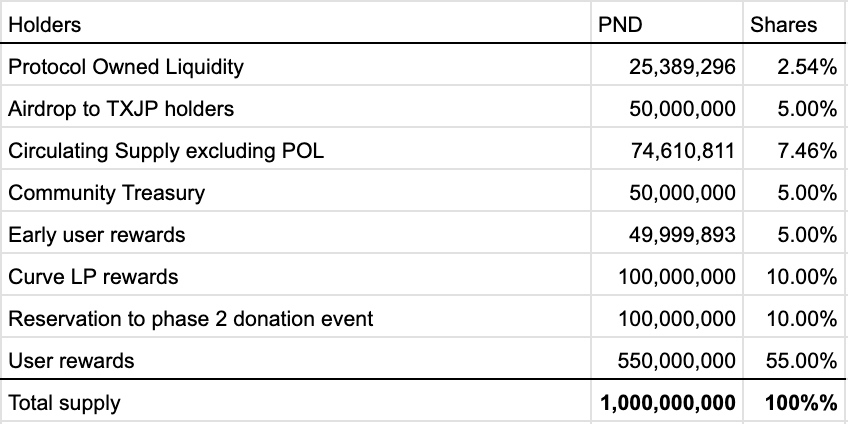 Holders PND Shares
Protocol Owned Liquidity 25,389,296 2.54%
Airdrop to TXJP holders 50,000,000 5.00%
Circulating Supply excluding POL 74,610,811 7.46%
Community Treasury 50,000,000 5.00%
Early user rewards 49,999,893 5.00%
Curve LP rewards 100,000,000 10.00%
Reservation to phase 2 donation event 100,000,000 10.00%
User rewards 550,000,000 55.00%
Total supply 1,000,000,000 100%%